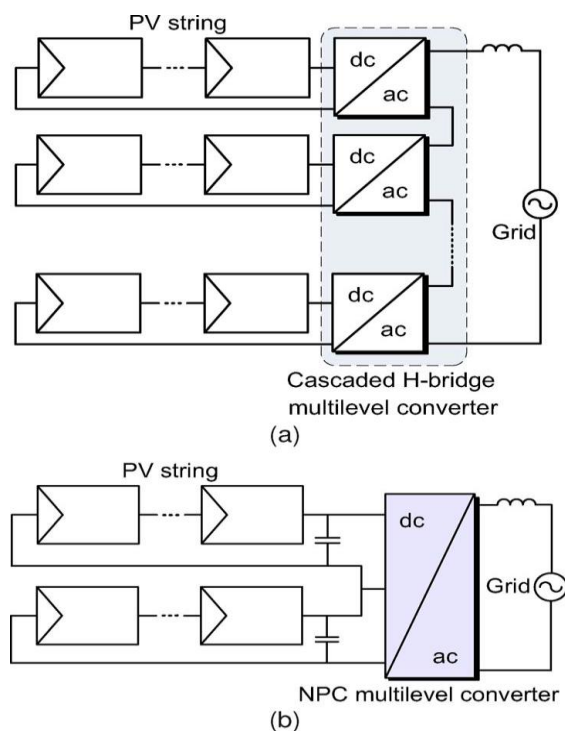 PV string
dc
ac
dc
ac
Grid
dc
ac
Cascaded H-bridge
multilevel converter
(a)
PV string
dc
Grid
ac
NPC multilevel converter
(b)